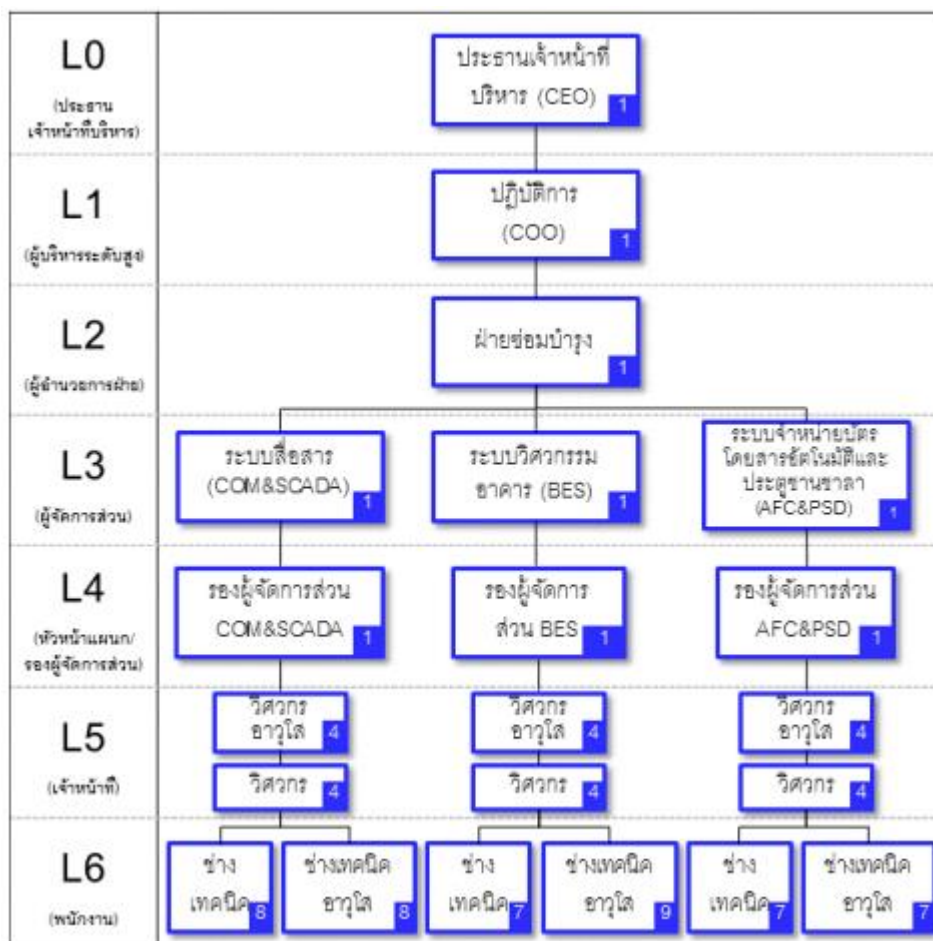 L0
(ประธาน
เจ้าหน้าที่บริหาร)
ประธานเจ้าหน้าที่
บริหาร (CEO)
1
L1
(ผู้บริหารระดับสูง)
ปฏิบัติการ
(COO)
1
L2
(ผู้อำนวยการฝ่าย)
ฝ่ายซ่อมบำรุง
1
L3
(ผู้จัดการส่วน)
ระบบสื่อสาร
(COM&SCADA)
1
ระบบวิศวกรรม
อาคาร (BES)
1
ระบบจำหน่ายบัตร
โดยสารอัตโนมัติและ
ประตูชานชาลา
(AFC&PSD)
1
L4
(หัวหน้าแผนก/
รองผู้จัดการส่วน)
รองผู้จัดการส่วน
COM&SCADA
1
รองผู้จัดการ
ส่วน BES
1
รองผู้จัดการส่วน
AFC&PSD
1
L5
(เจ้าหน้าที่)
วิศวกร
อาวุโส
4
วิศวกร
4
วิศวกร
อาวุโส
4
วิศวกร
4
วิศวกร
อาวุโส
4
วิศวกร
4
L6
(พนักงาน)
ช่าง
เทคนิค
8
ช่างเทคนิค
อาวุโส
8
ช่าง
เทคนิค
7
ช่างเทคนิค
อาวุโส
9
ช่าง
เทคนิค
7
ช่างเทคนิค
อาวุโส
7